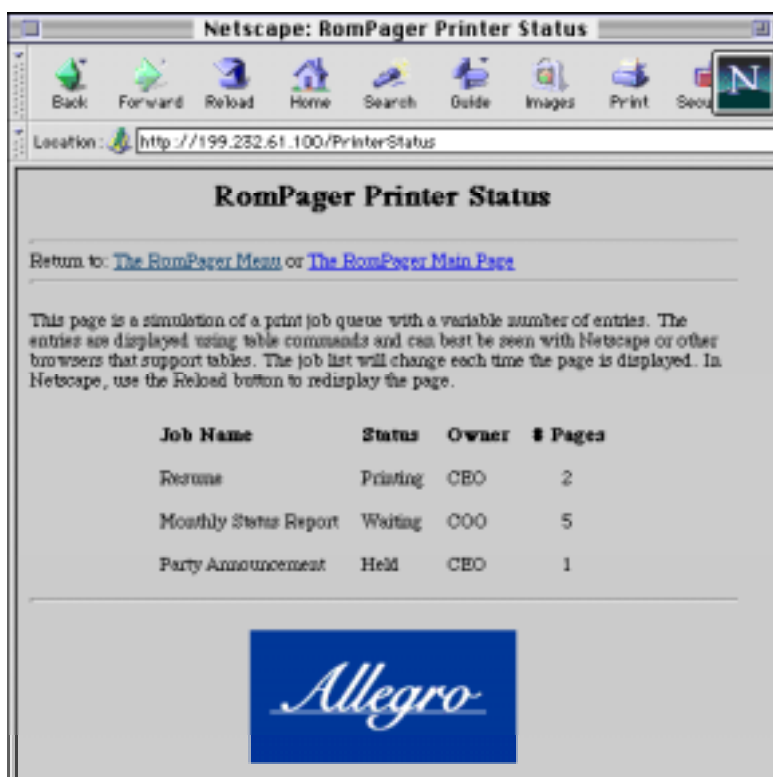 Netscape: RomPager Printer Status
Back Forward Reload Home Search Guide Images Print Secu
N
Location: http://199.232.61.100/PrinterStatus
RomPager Printer Status
Return to: The RomPager Menu or The RomPager Main Page
This page is a simulation of a print job queue with a variable number of entries. The
entries are displayed using table commands and can best be seen with Netscape or other
browsers that support tables. The job list will change each time the page is displayed. In
Netscape, use the Reload button to redisplay the page.
Job Name Status Owner # Pages
Resume Printing CEO 2
Monthly Status Report Waiting COO 5
Party Announcement Held CEO 1
Allegro